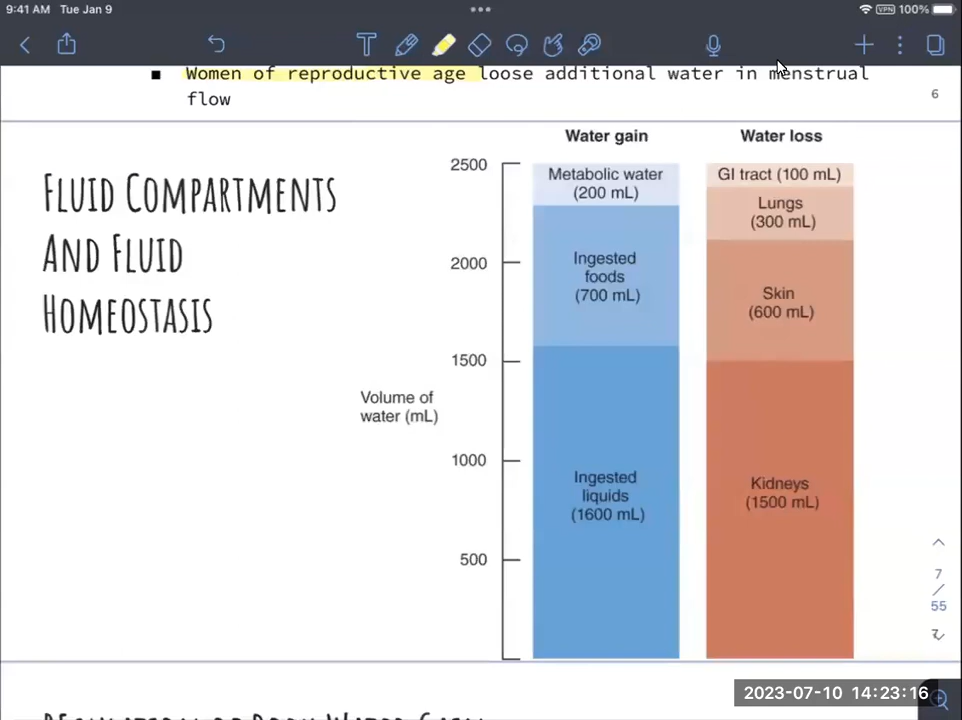 9:41 AM Tue Jan 9
VPN 100%
■ Women of reproductive age loose additional water in menstrual
flow
6
FLUID COMPARTMENTS
AND FLUID
HOMEOSTASIS
Water gain Water loss
2500
2000
1500
1000
500
Volume of
water (mL)
Metabolic water
(200 mL)
Ingested
foods
(700 mL)
Ingested
liquids
(1600 mL)
GI tract (100 mL)
Lungs
(300 mL)
Skin
(600 mL)
Kidneys
(1500 mL)
7
/
55
7
2023-07-10 14:23:16